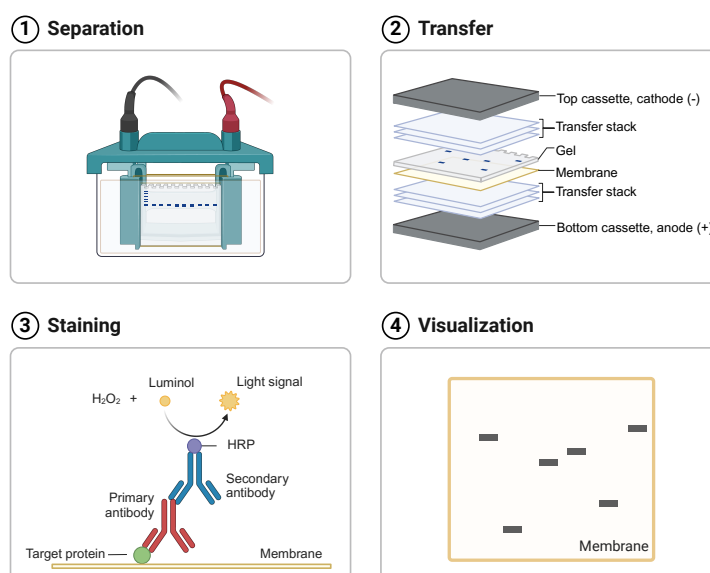 1 Separation
2 Transfer
Top cassette, cathode (-)
Transfer stack
Gel
Membrane
Transfer stack
Bottom cassette, anode (+)
3 Staining
Luminol
Light signal
H₂O₂ +
HRP
Secondary
antibody
Primary
antibody
Target protein
Membrane
4 Visualization
Membrane